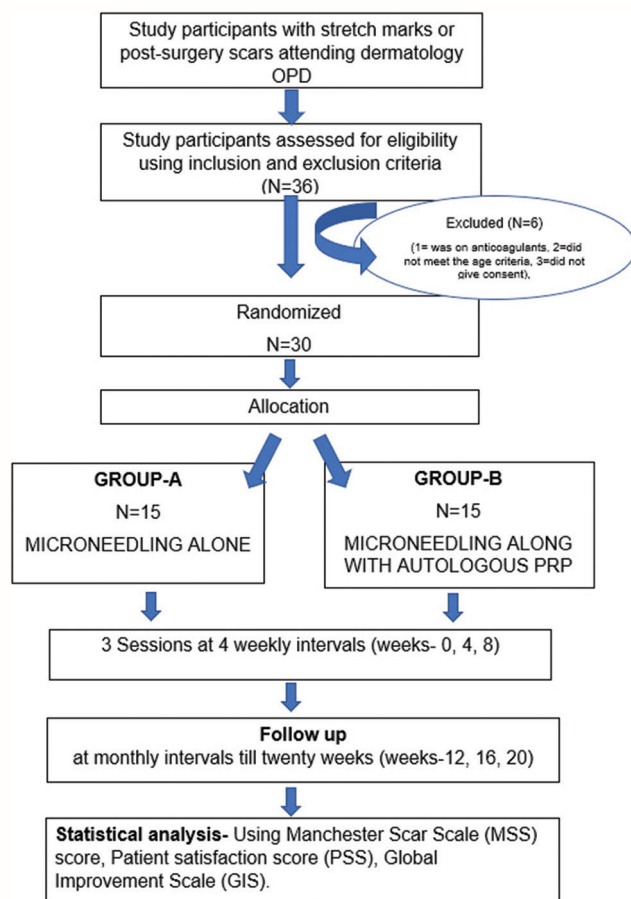 Study participants with stretch marks or
post-surgery scars attending dermatology
OPD
Study participants assessed for eligibility
using inclusion and exclusion criteria
(N=36)
Excluded (N=6)
(1= was on anticoagulants, 2=did
not meet the age criteria, 3=did not
give consent),
Randomized
N=30
Allocation
GROUP-A
N=15
MICRONEEDLING ALONE
GROUP-B
N=15
MICRONEEDLING ALONG
WITH AUTOLOGOUS PRP
3 Sessions at 4 weekly intervals (weeks- 0, 4, 8)
Follow up
at monthly intervals till twenty weeks (weeks-12, 16, 20)
Statistical analysis- Using Manchester Scar Scale (MSS)
score, Patient satisfaction score (PSS), Global
Improvement Scale (GIS).